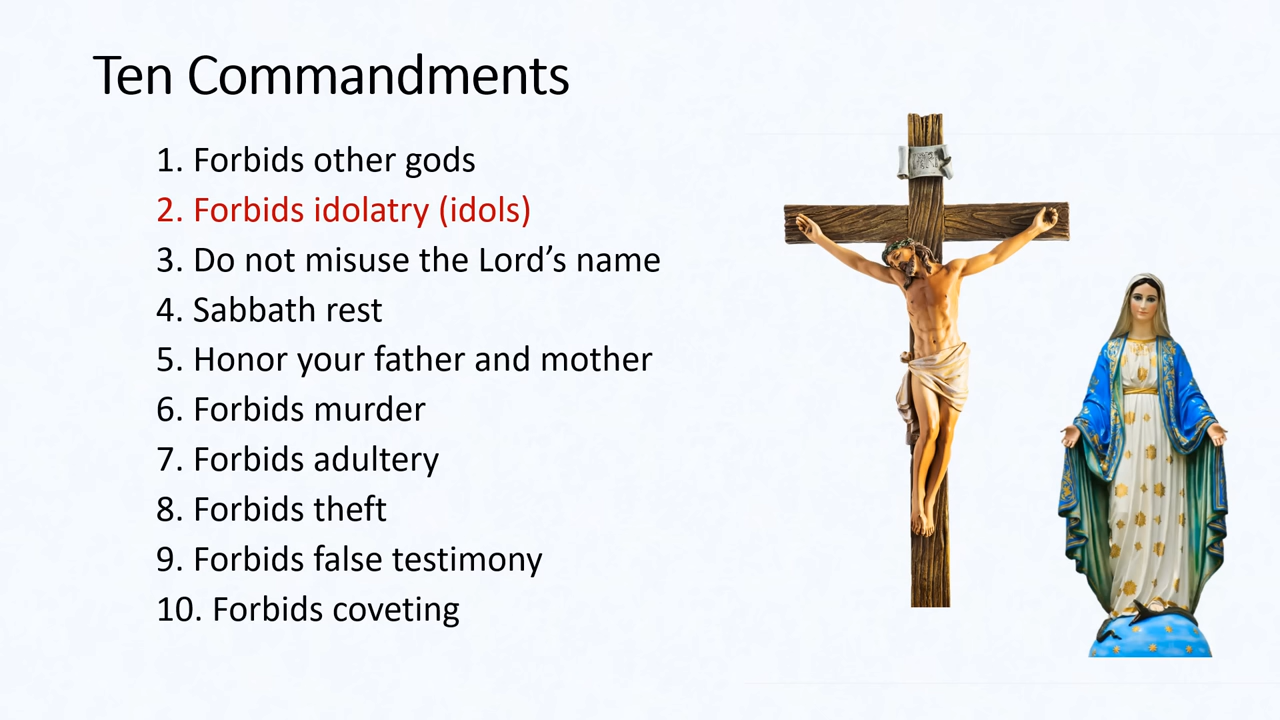 Ten Commandments
1. Forbids other gods
2. Forbids idolatry (idols)
3. Do not misuse the Lord’s name
4. Sabbath rest
5. Honor your father and mother
6. Forbids murder
7. Forbids adultery
8. Forbids theft
9. Forbids false testimony
10. Forbids coveting